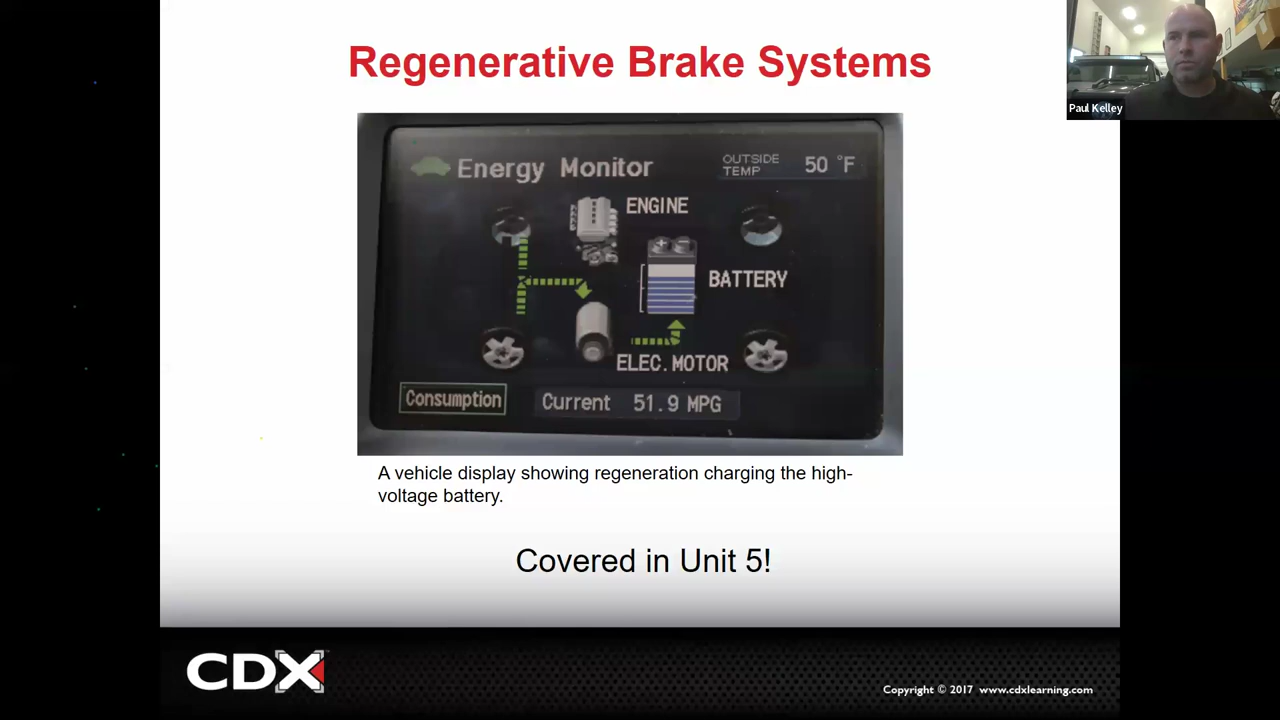 Regenerative Brake Systems
Paul Kelley
Energy Monitor
OUTSIDE TEMP 50 °F
ENGINE
BATTERY
ELEC.MOTOR
Consumption
Current 51.9 MPG
A vehicle display showing regeneration charging the high-
voltage battery.
Covered in Unit 5!
CDX
Copyright © 2017 www.cdxlearning.com